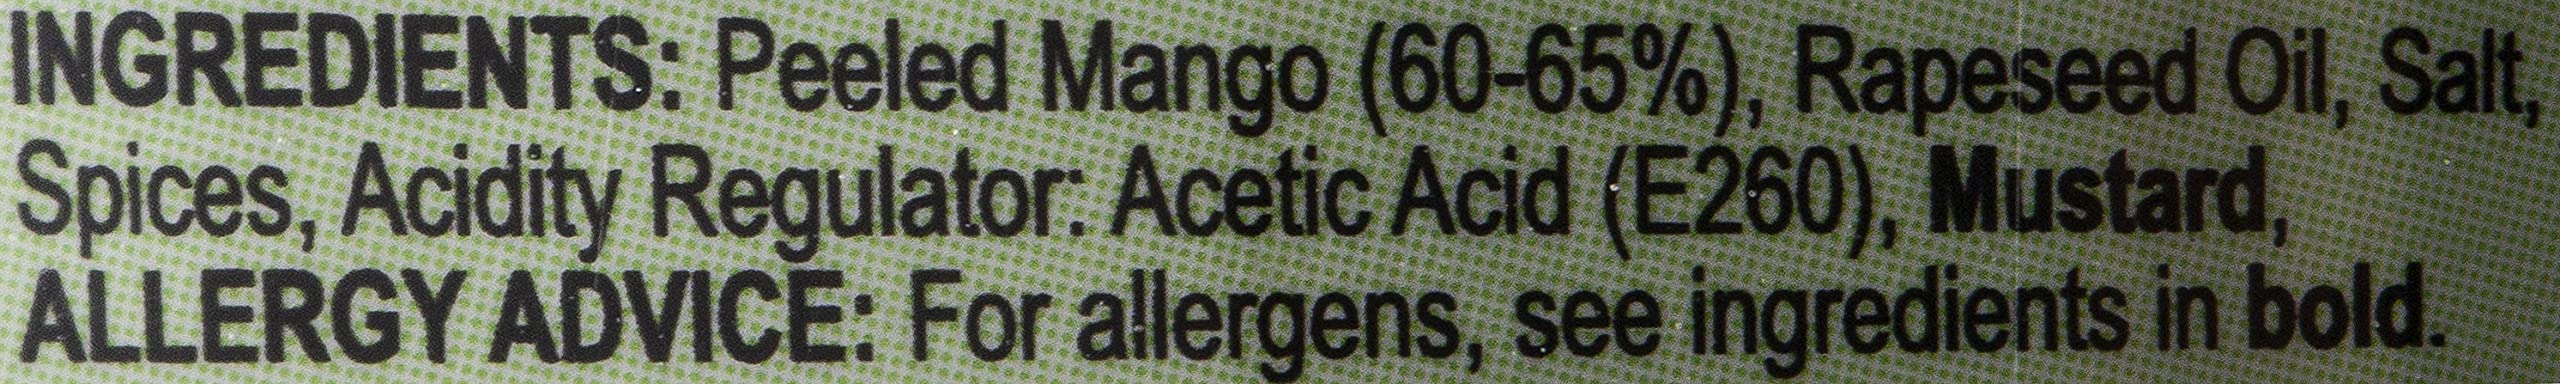 INGREDIENTS: Peeled Mango (60-65%), Rapeseed Oil, Salt,
Spices, Acidity Regulator: Acetic Acid (E260), Mustard,
ALLERGY ADVICE: For allergens, see ingredients in bold.